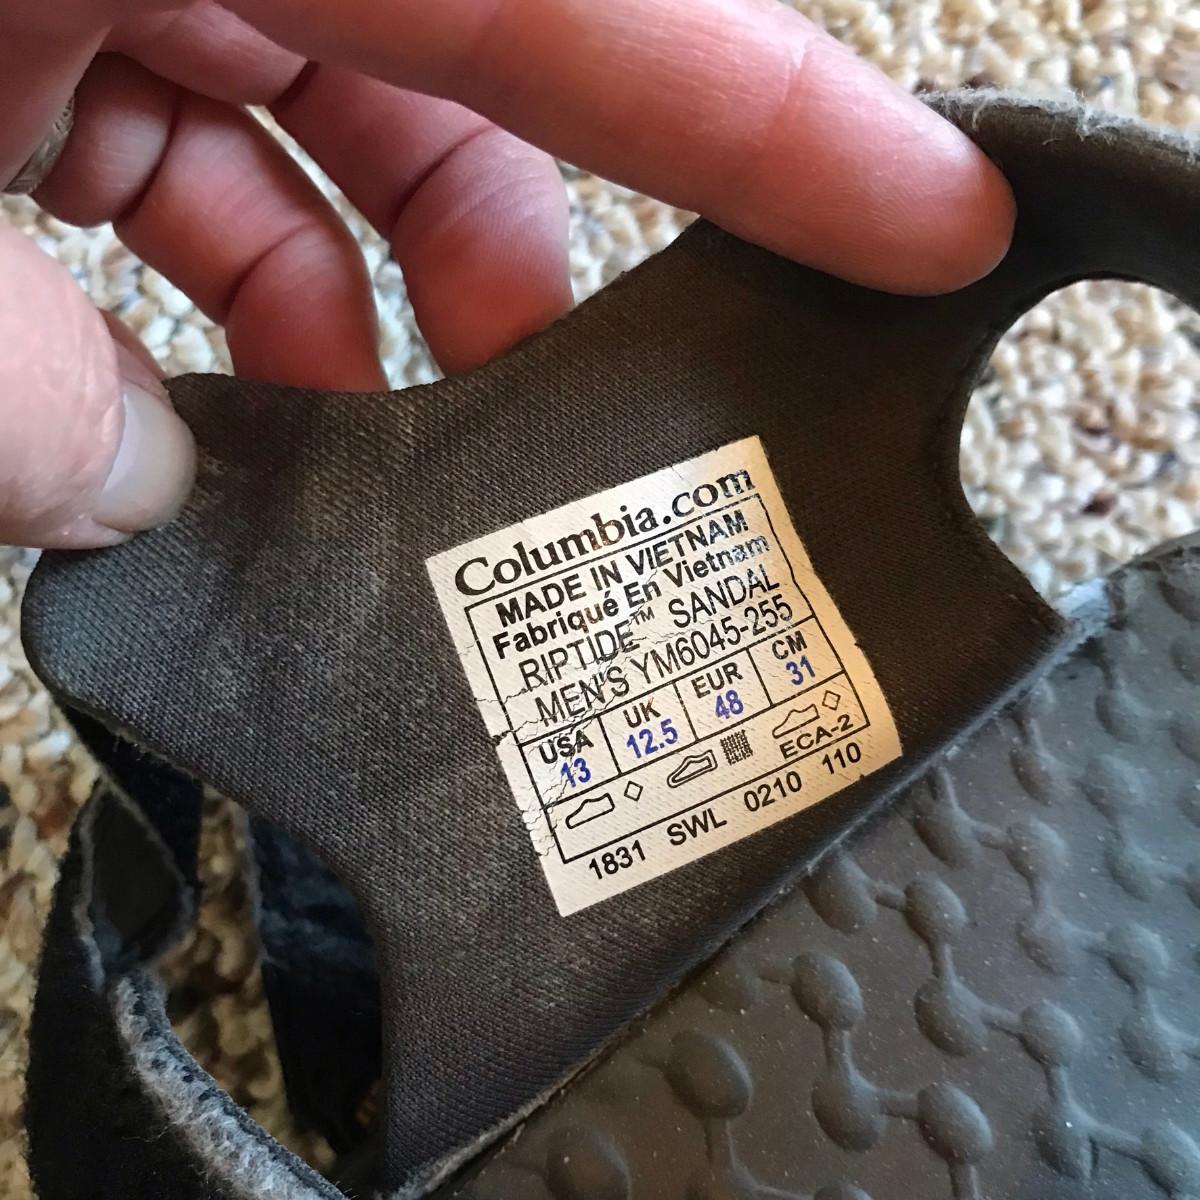 Columbia.com
MADE IN VIETNAM
Fabriqué En Vietnam
RIPTIDE™ SANDAL
MEN'S YM6045-255
USA UK EUR CM
13 12.5 48 31
ECA-2
1831 SWL 0210 110